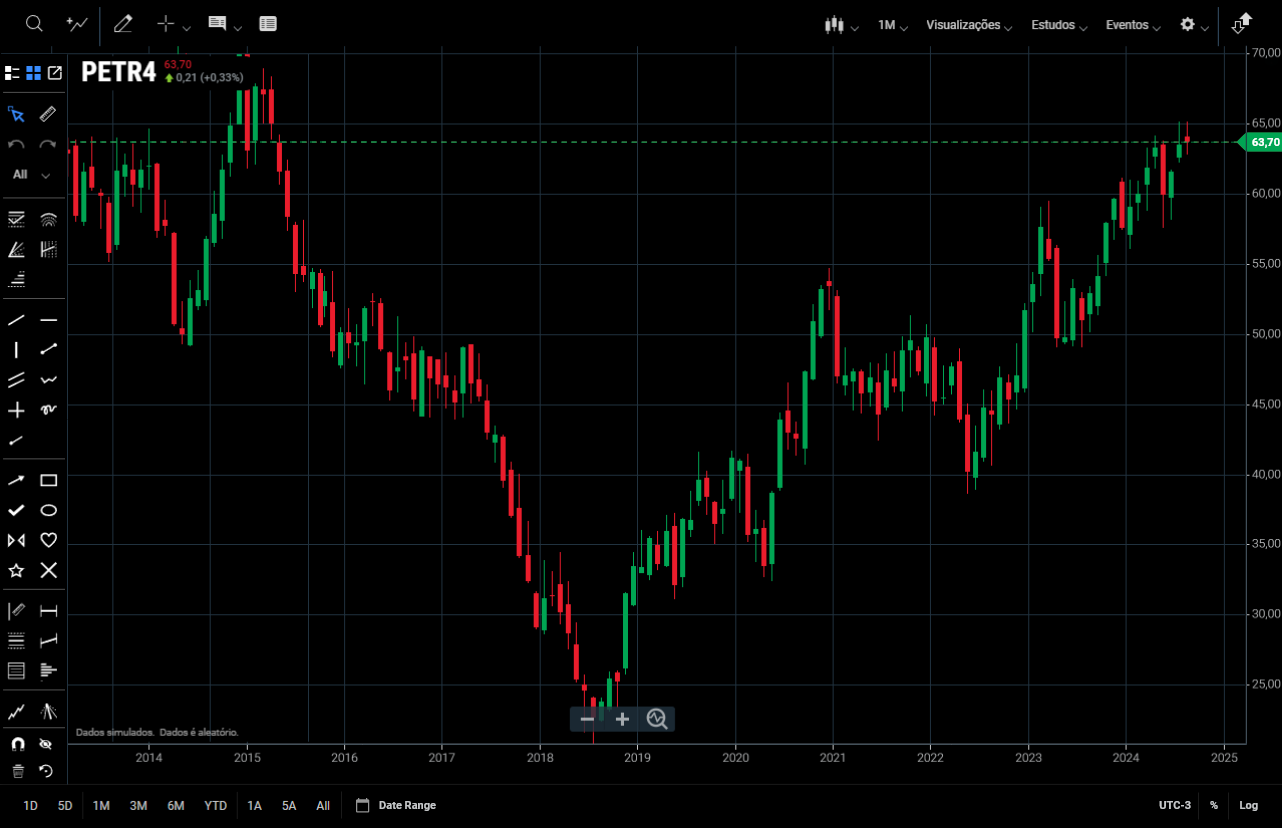 1M Visualizações Estudos Eventos
PETR4 63,70
0,21 (+0,33%)
All
70,00
65,00
63,70
60,00
55,00
50,00
45,00
40,00
35,00
30,00
25,00
Dados simulados. Dados é aleatório.
2014 2015 2016 2017 2018 2019 2020 2021 2022 2023 2024 2025
1D 5D 1M 3M 6M YTD 1A 5A All Date Range UTC-3 % Log